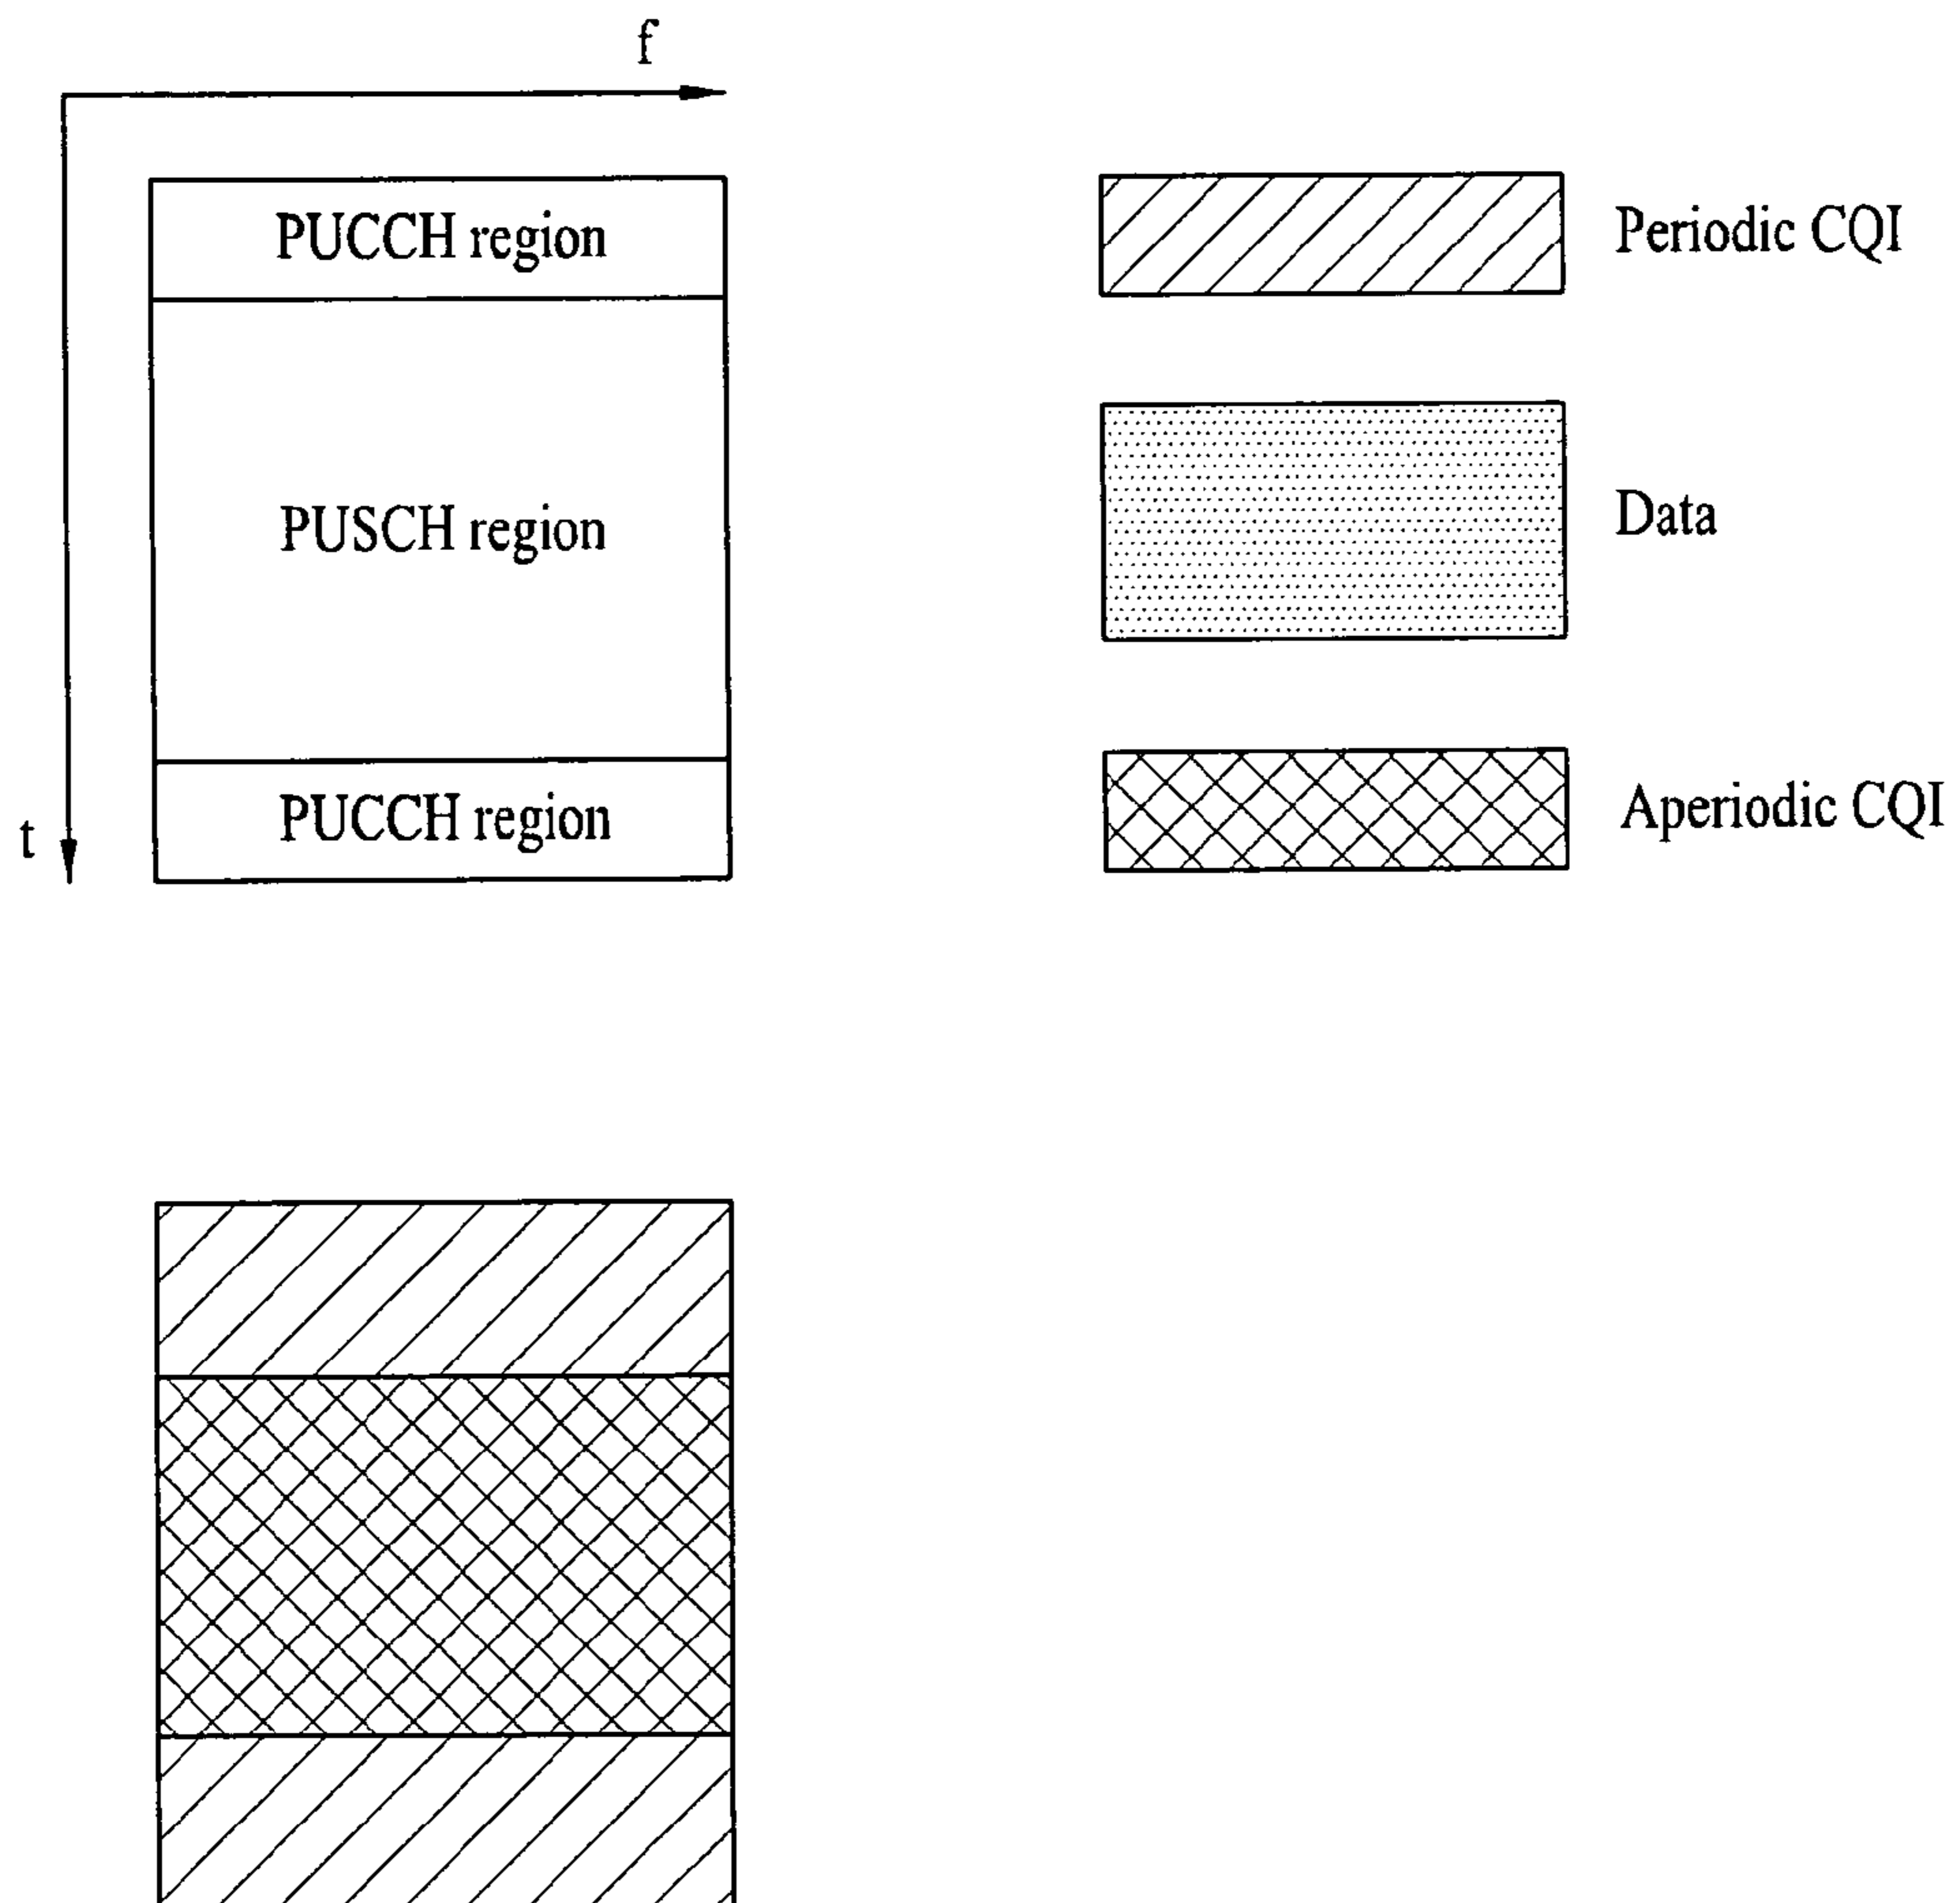 f
PUCCH region
PUSCH region
PUCCH region
t
Periodic CQI
Data
Aperiodic CQI